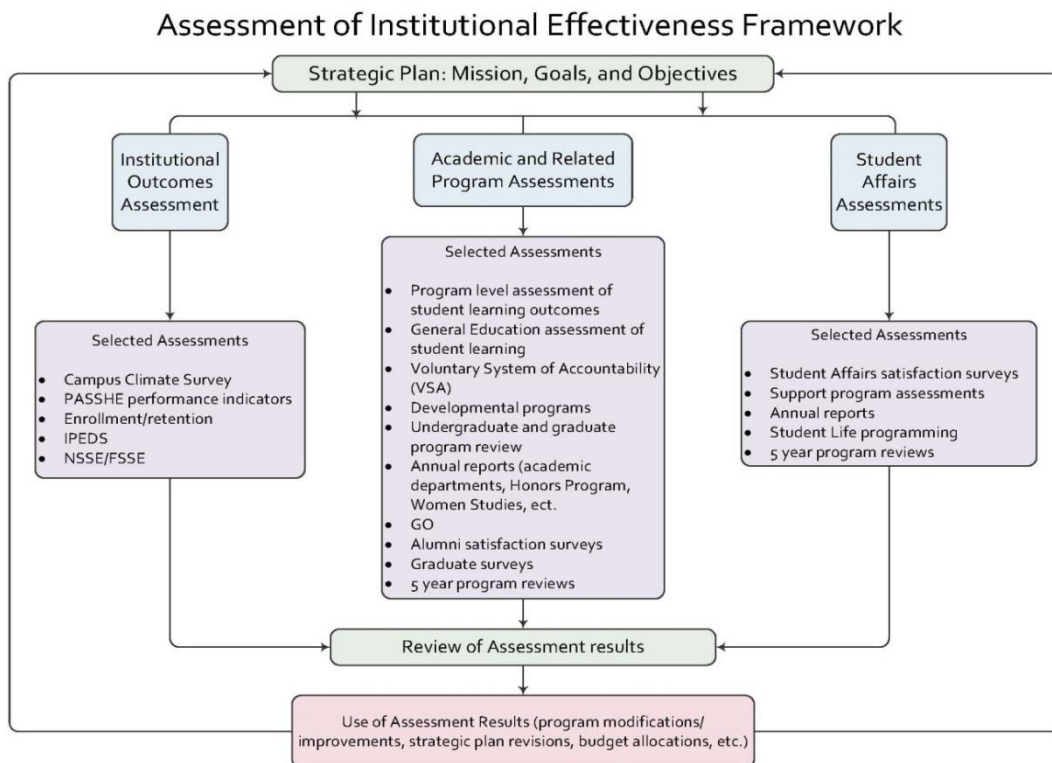 Assessment of Institutional Effectiveness Framework
Strategic Plan: Mission, Goals, and Objectives
Institutional
Outcomes
Assessment
Academic and Related
Program Assessments
Student
Affairs
Assessments
Selected Assessments
● Campus Climate Survey
● PASSHE performance indicators
● Enrollment/retention
● IPEDS
● NSSE/FSSE
Selected Assessments
● Program level assessment of
student learning outcomes
● General Education assessment of
student learning
● Voluntary System of Accountability
(VSA)
● Developmental programs
● Undergraduate and graduate
program review
● Annual reports (academic
departments, Honors Program,
Women Studies, ect.
● GO
● Alumni satisfaction surveys
● Graduate surveys
● 5 year program reviews
Selected Assessments
● Student Affairs satisfaction surveys
● Support program assessments
● Annual reports
● Student Life programming
● 5 year program reviews
Review of Assessment results
Use of Assessment Results (program modifications/
improvements, strategic plan revisions, budget allocations, etc.)